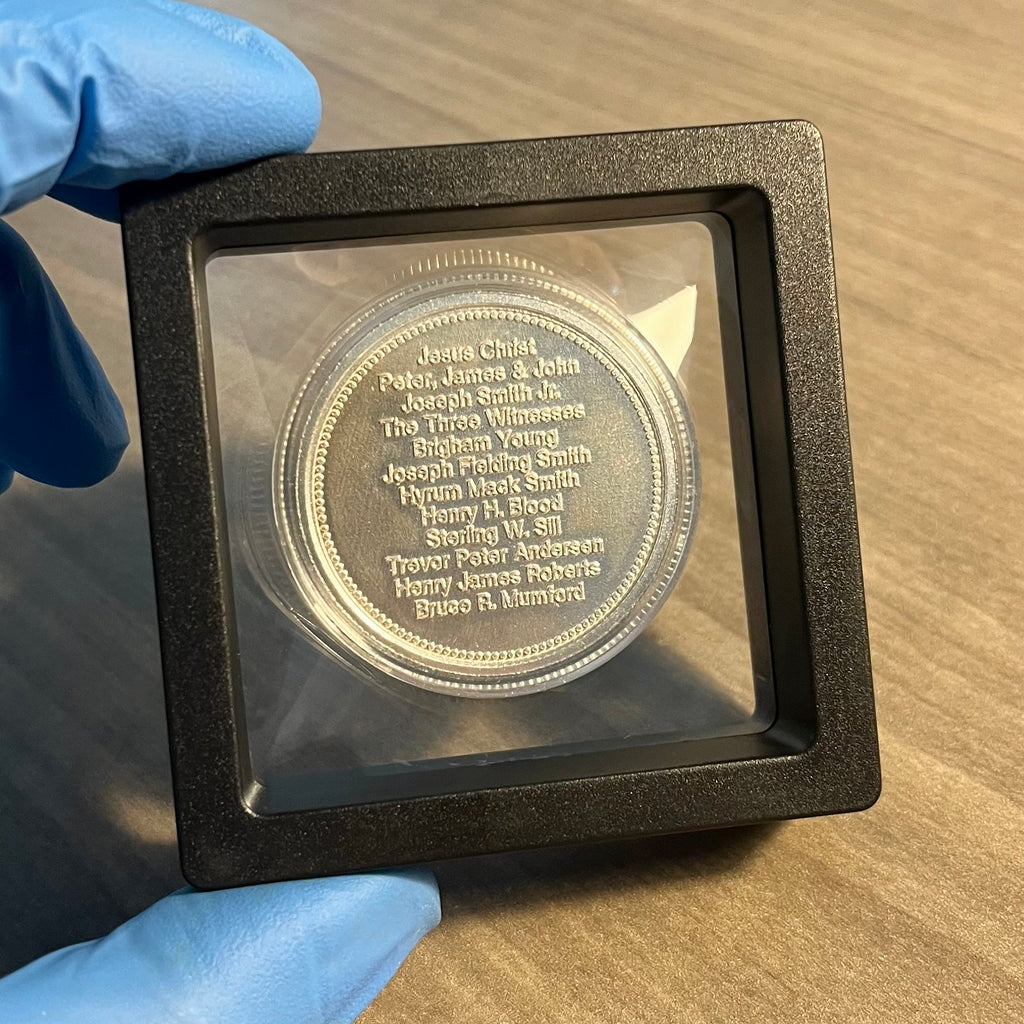 Jesus Christ
Peter, James & John
Joseph Smith Jr.
The Three Witnesses
Brigham Young
Joseph Fielding Smith
Hyrum Mack Smith
Henry H. Blood
Sterling W. Sill
Trevor Peter Andersen
Henry James Roberts
Bruce R. Mumford